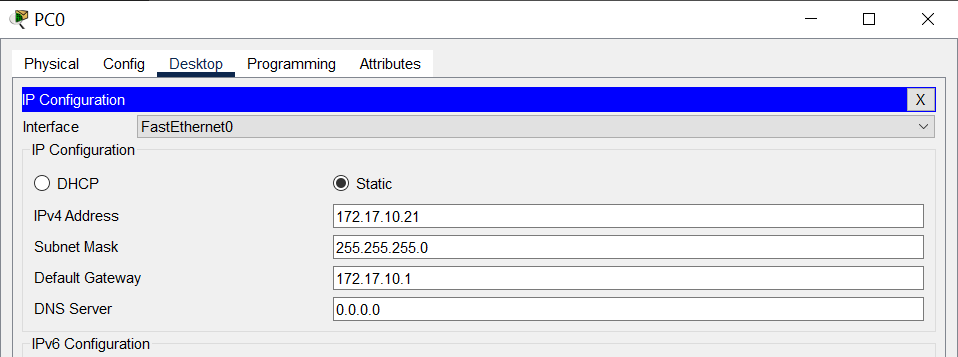 PC0
Physical Config Desktop Programming Attributes
IP Configuration X
Interface FastEthernet0
IP Configuration
DHCP Static
IPv4 Address 172.17.10.21
Subnet Mask 255.255.255.0
Default Gateway 172.17.10.1
DNS Server 0.0.0.0
IPv6 Configuration